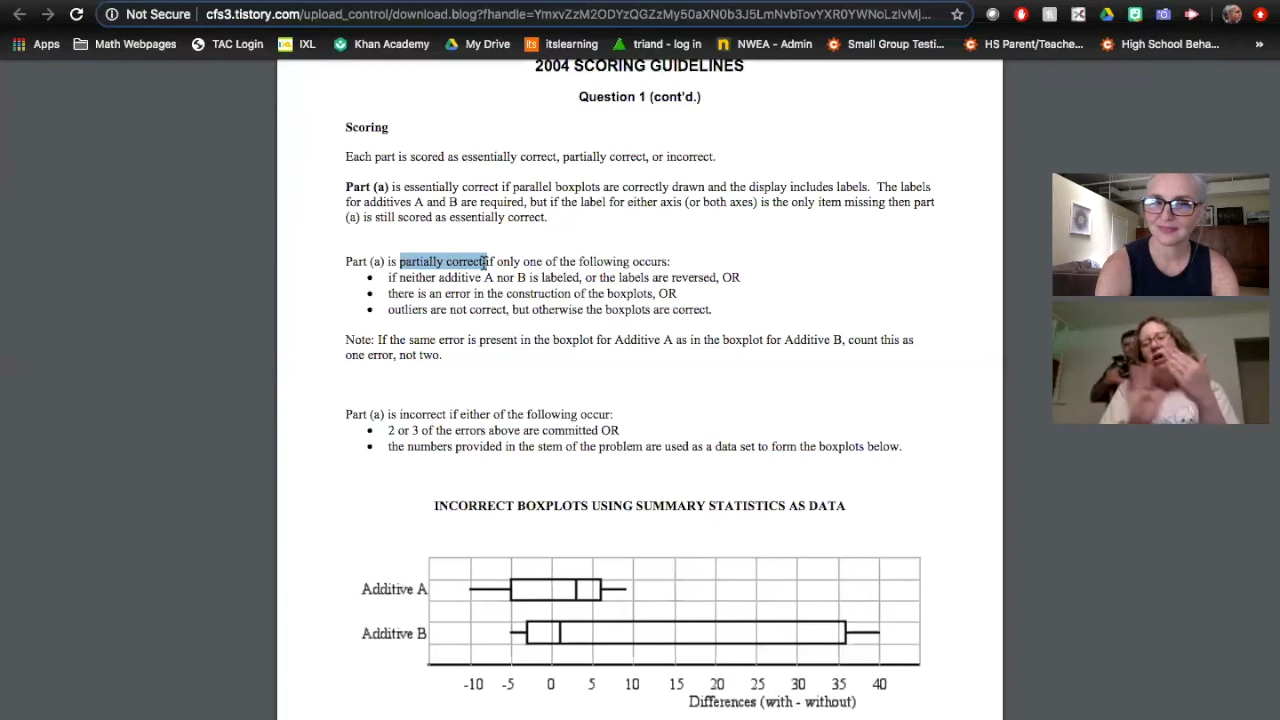 Not Secure
cfs3.tistory.com/upload_control/download.blog?fhandle=YmxvZzM2ODYzQGZzMy50aXN0b3J5LmNvbTovYXR0YWNoLzIvMj...
Apps Math Webpages TAC Login IXL Khan Academy My Drive its itslearning triand - log in NWEA - Admin Small Group Testi... HS Parent/Teache... High School Beha... »
2004 SCORING GUIDELINES
Question 1 (cont'd.)
Scoring
Each part is scored as essentially correct, partially correct, or incorrect.
Part (a) is essentially correct if parallel boxplots are correctly drawn and the display includes labels. The labels
for additives A and B are required, but if the label for either axis (or both axes) is the only item missing then part
(a) is still scored as essentially correct.
Part (a) is partially correct if only one of the following occurs:
• if neither additive A nor B is labeled, or the labels are reversed, OR
• there is an error in the construction of the boxplots, OR
• outliers are not correct, but otherwise the boxplots are correct.
Note: If the same error is present in the boxplot for Additive A as in the boxplot for Additive B, count this as
one error, not two.
Part (a) is incorrect if either of the following occur:
• 2 or 3 of the errors above are committed OR
• the numbers provided in the stem of the problem are used as a data set to form the boxplots below.
INCORRECT BOXPLOTS USING SUMMARY STATISTICS AS DATA
Additive A
Additive B
-10 -5 0 5 10 15 20 25 30 35 40
Differences (with - without)